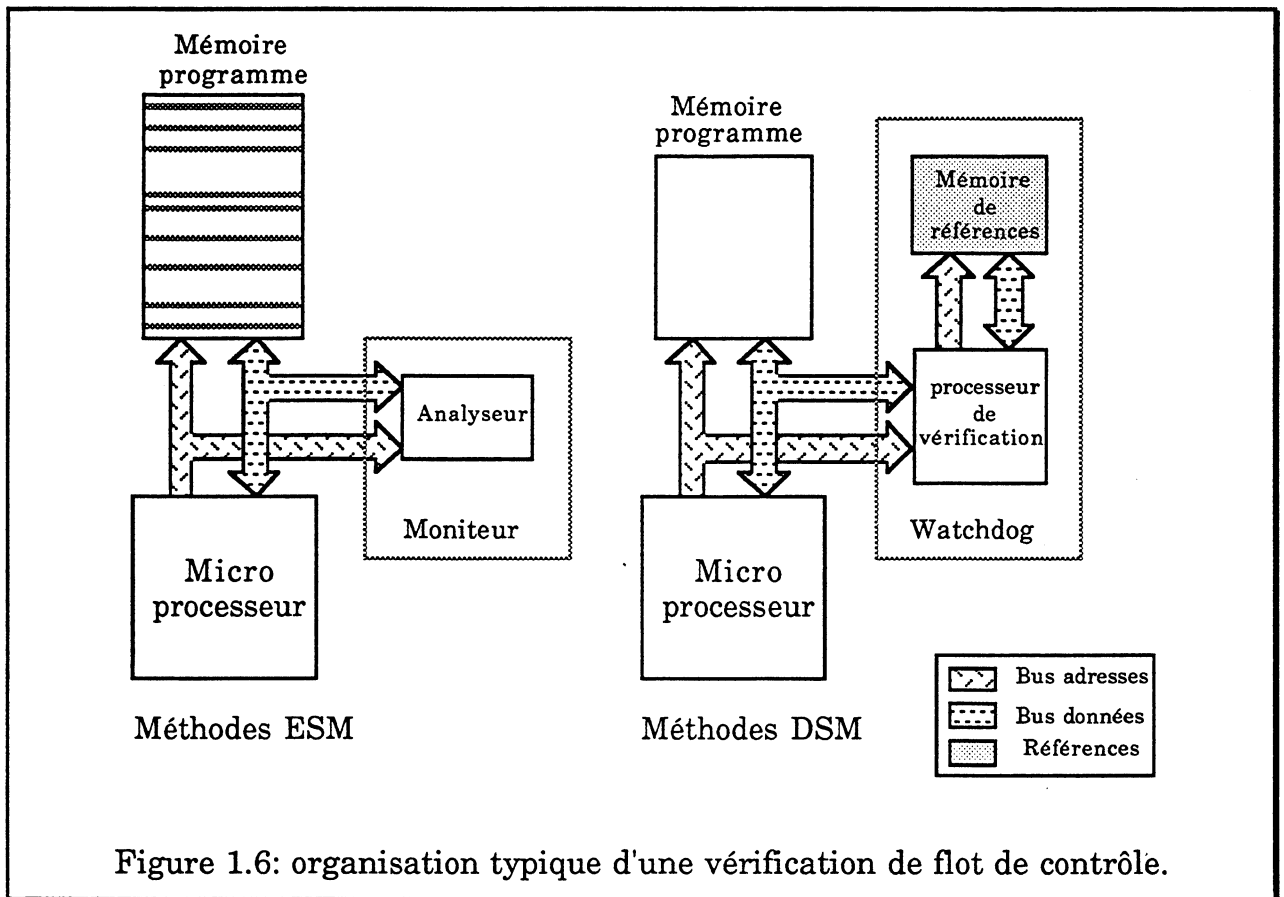 Mémoire
programme
Analyseur
Moniteur
Micro
processeur
Méthodes ESM
Mémoire
programme
Mémoire
de
références
processeur
de
vérification
Watchdog
Micro
processeur
Méthodes DSM
Bus adresses
Bus données
Références
Figure 1.6: organisation typique d'une vérification de flot de contrôle.